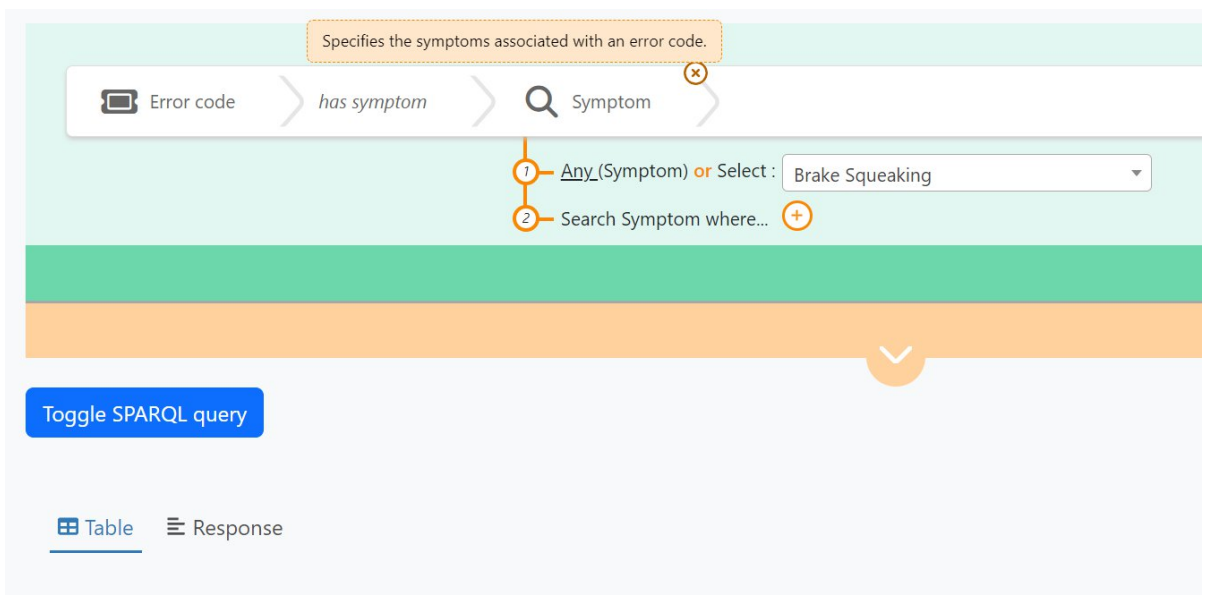 Specifies the symptoms associated with an error code.
Error code has symptom Symptom
1 Any (Symptom) or Select : Brake Squeaking
2 Search Symptom where...
Toggle SPARQL query
Table Response